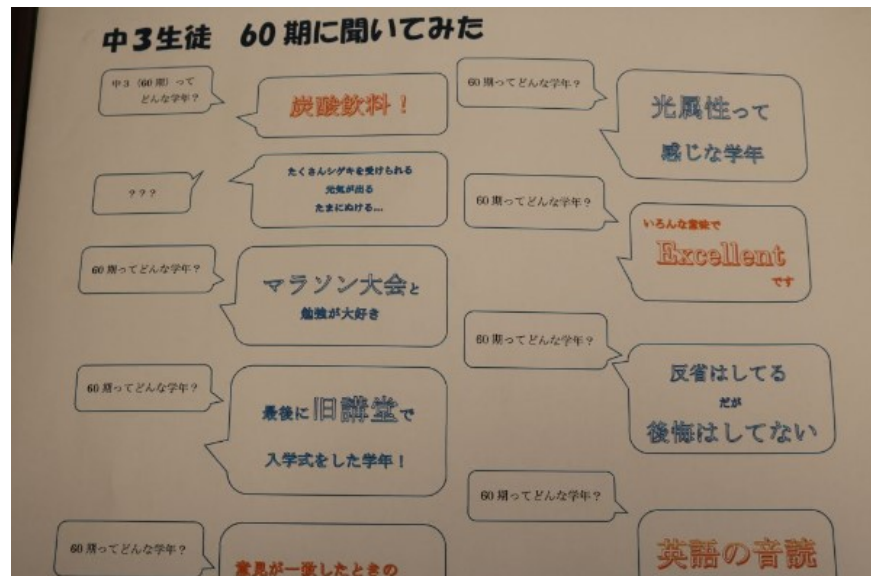 中3生徒 60期に聞いてみた
中3(60期)って
どんな学年?
炭酸飲料!
???
たくさんシゲキを受けられる
元気が出る
たまにぬける…
60期ってどんな学年?
マラソン大会と
勉強が大好き
60期ってどんな学年?
最後に旧講堂で
入学式をした学年!
60期ってどんな学年?
意見が一致したときの
60期ってどんな学年?
光属性って
感じな学年
60期ってどんな学年?
いろんな意味で
Excellent
です
60期ってどんな学年?
反省はしてる
だが
後悔はしてない
60期ってどんな学年?
英語の音読